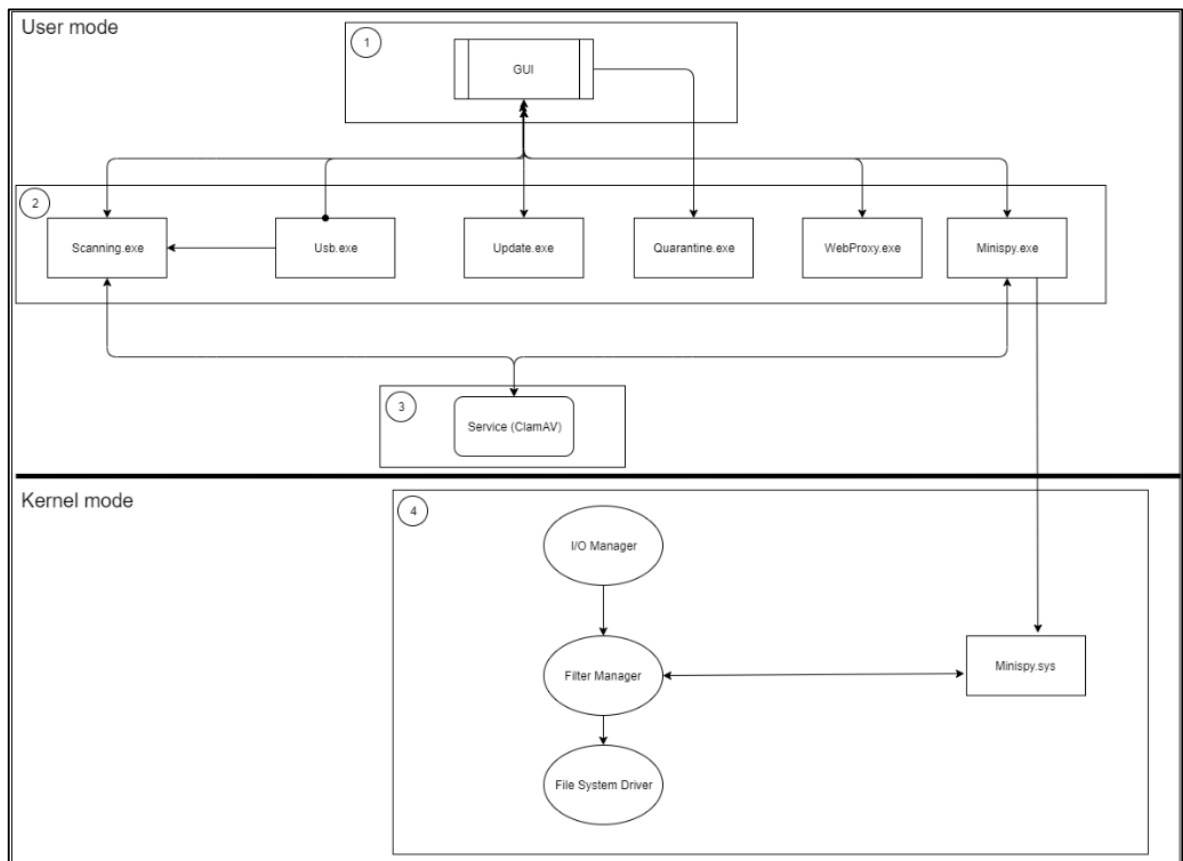 User mode
1
GUI
2
Scanning.exe
Usb.exe
Update.exe
Quarantine.exe
WebProxy.exe
Minispy.exe
3
Service (ClamAV)
Kernel mode
4
I/O Manager
Filter Manager
Minispy.sys
File System Driver